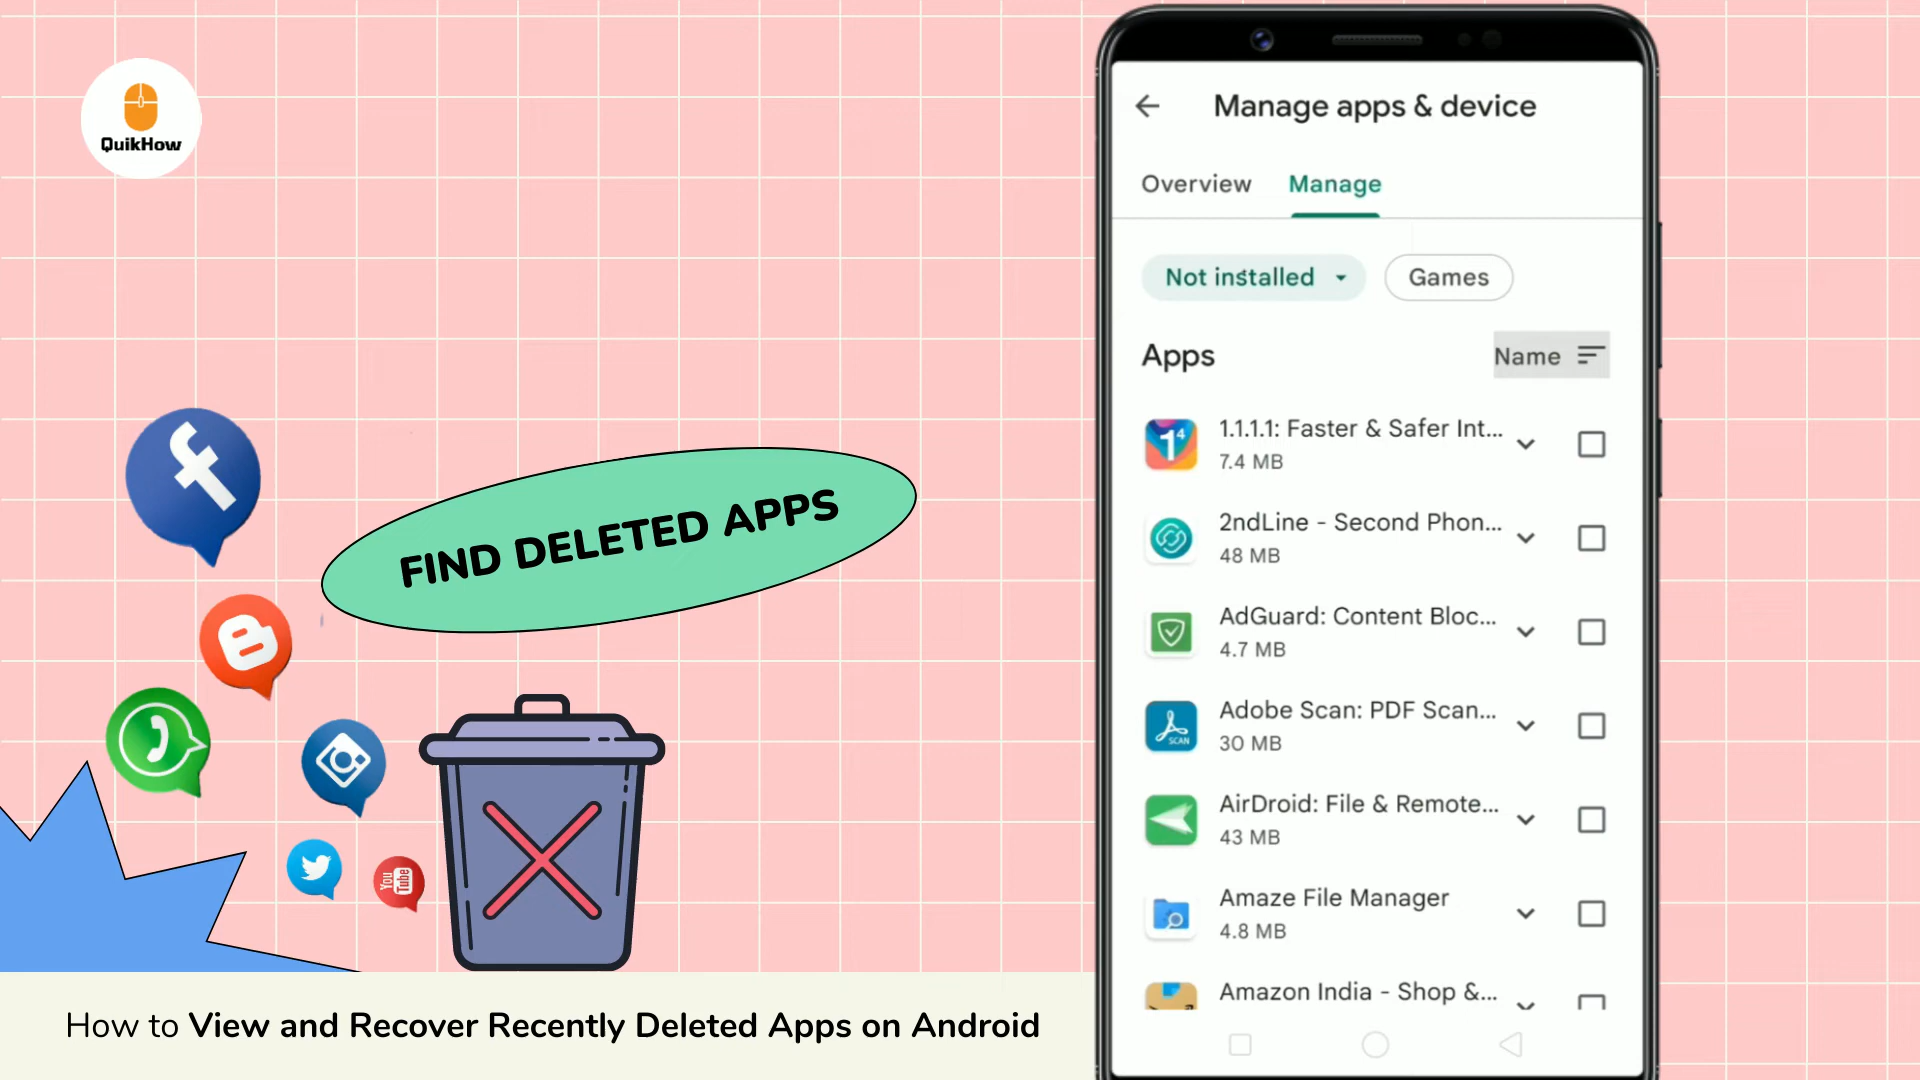 QuikHow
FIND DELETED APPS
You
Tube
How to View and Recover Recently Deleted Apps on Android
Manage apps & device
Overview
Manage
Not installed
Games
Apps
Name
1.1.1.1: Faster & Safer Int...
7.4 MB
2ndLine - Second Phon...
48 MB
AdGuard: Content Bloc...
4.7 MB
Adobe Scan: PDF Scan...
30 MB
SCAN
AirDroid: File & Remote...
43 MB
Amaze File Manager
4.8 MB
Amazon India - Shop &...